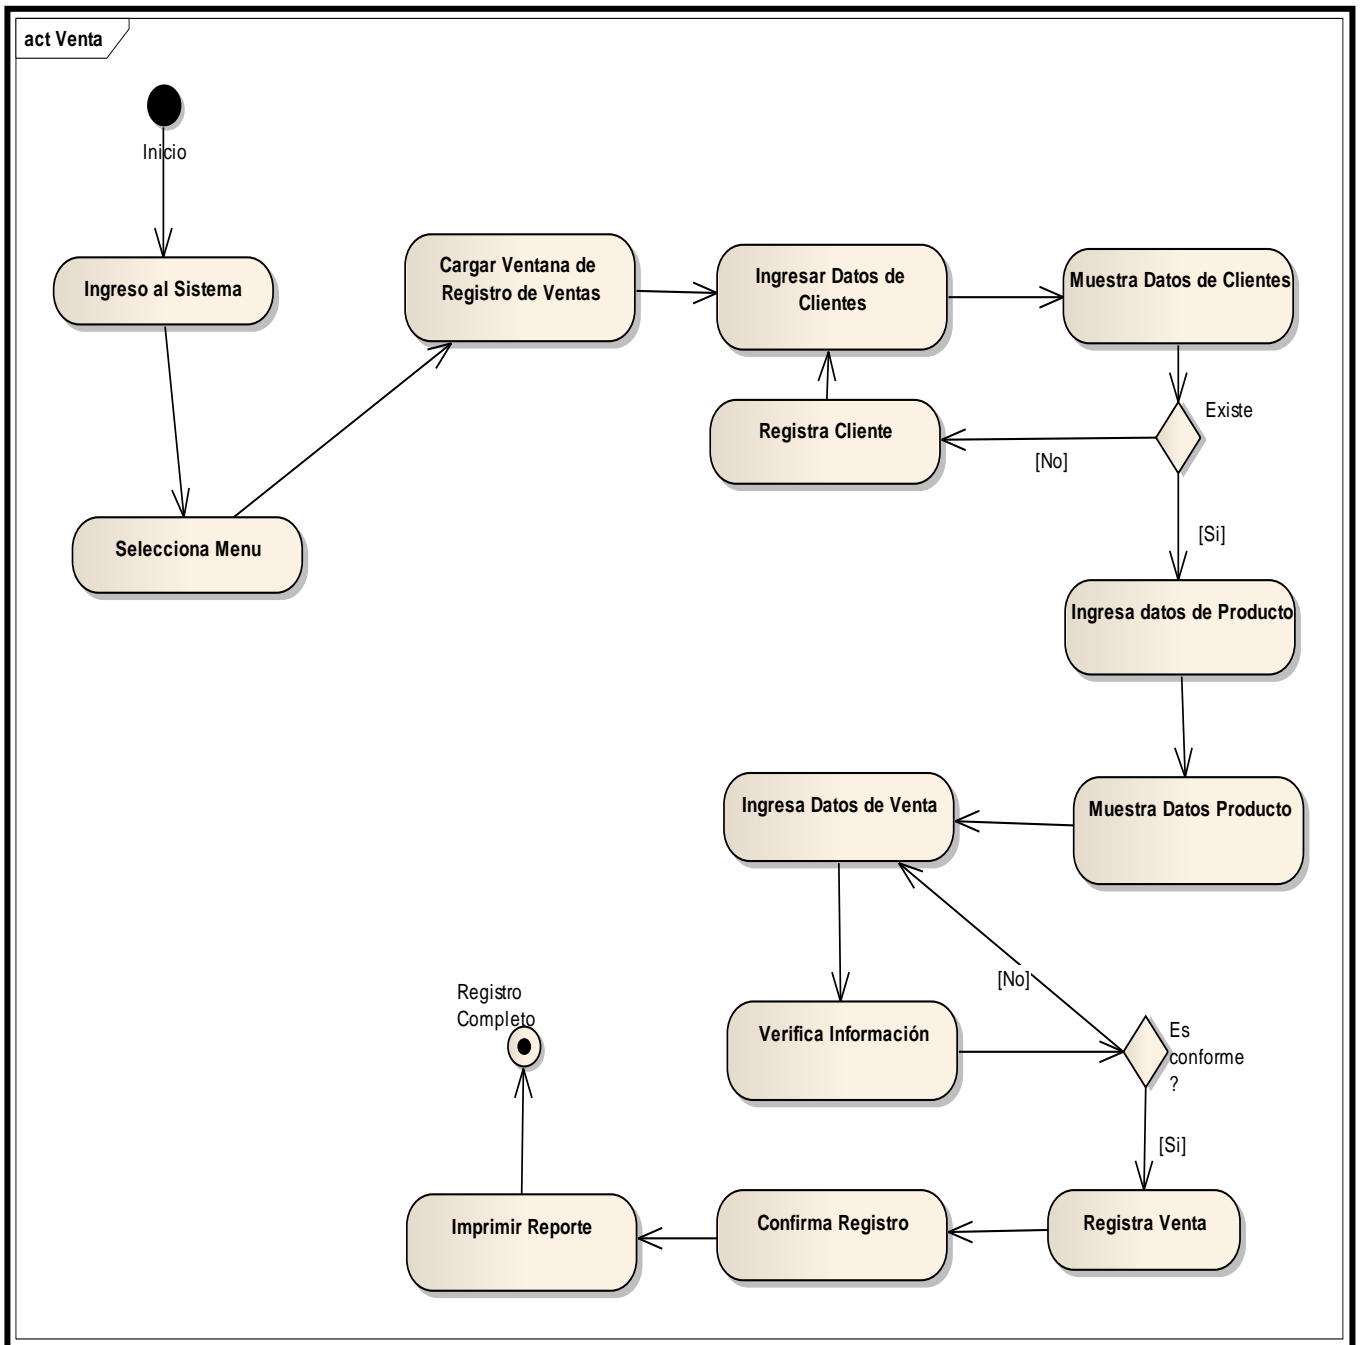 act Venta
Inicio
Ingreso al Sistema
Selecciona Menu
Cargar Ventana de
Registro de Ventas
Ingresar Datos de
Clientes
Muestra Datos de Clientes
Existe
[No]
Registra Cliente
[Si]
Ingresa datos de Producto
Muestra Datos Producto
Ingresa Datos de Venta
Verifica Información
[No]
Es
conforme
?
[Si]
Registra Venta
Confirma Registro
Imprimir Reporte
Registro
Completo